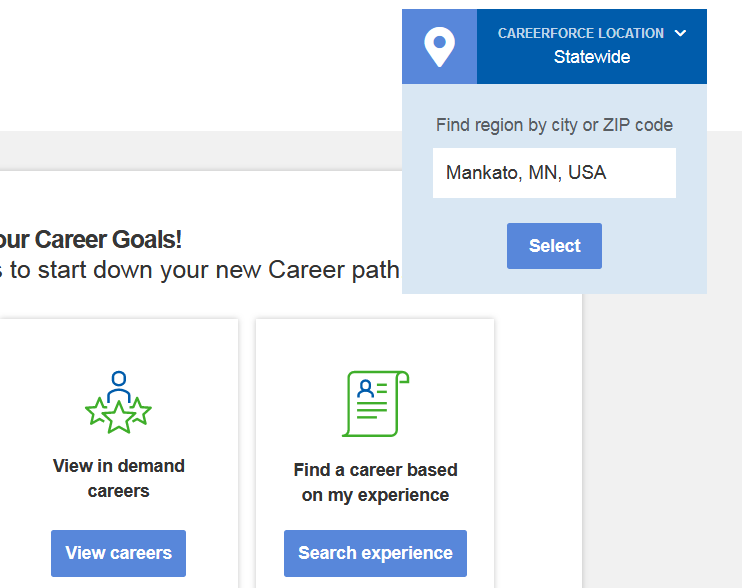 CAREERFORCE LOCATION
Statewide
Find region by city or ZIP code
Mankato, MN, USA
Select
our Career Goals!
s to start down your new Career path
View in demand
careers
View careers
Find a career based
on my experience
Search experience